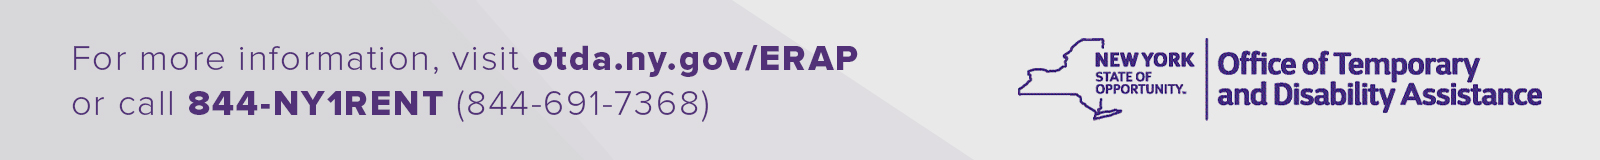 For more information, visit otda.ny.gov/ERAP
or call 844-NY1RENT (844-691-7368)
NEW YORK
STATE OF
OPPORTUNITY™
Office of Temporary
and Disability Assistance